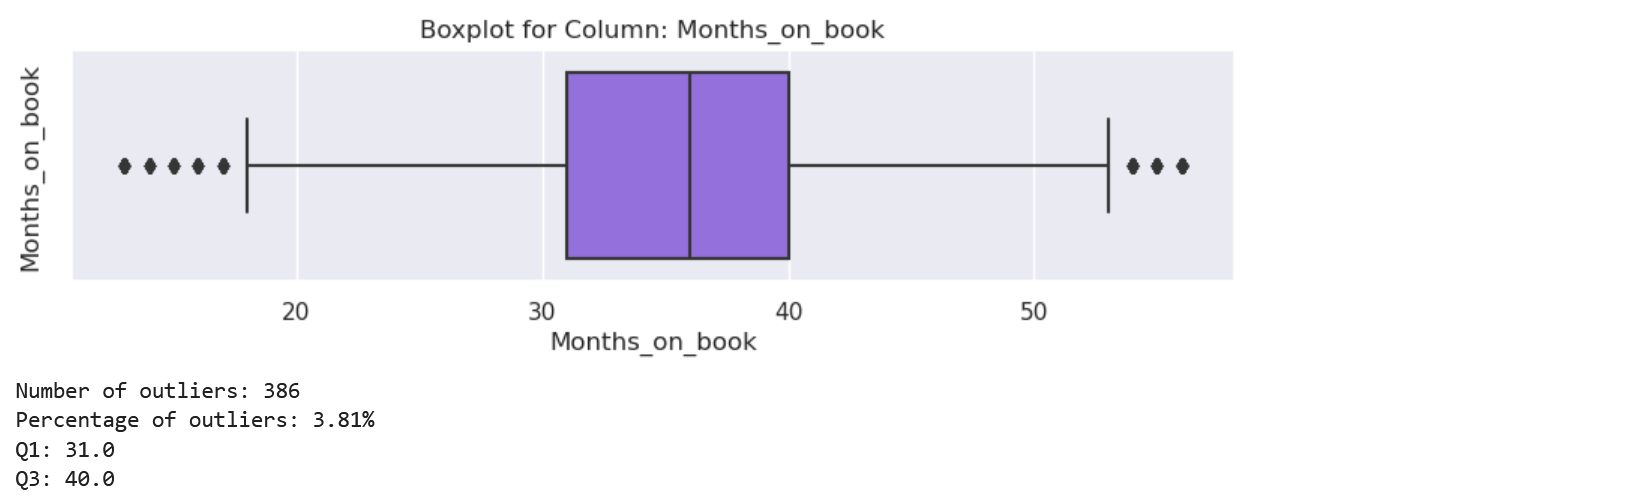 Boxplot for Column: Months_on_book
Months_on_book
20 30 40 50
Months_on_book
Number of outliers: 386
Percentage of outliers: 3.81%
Q1: 31.0
Q3: 40.0